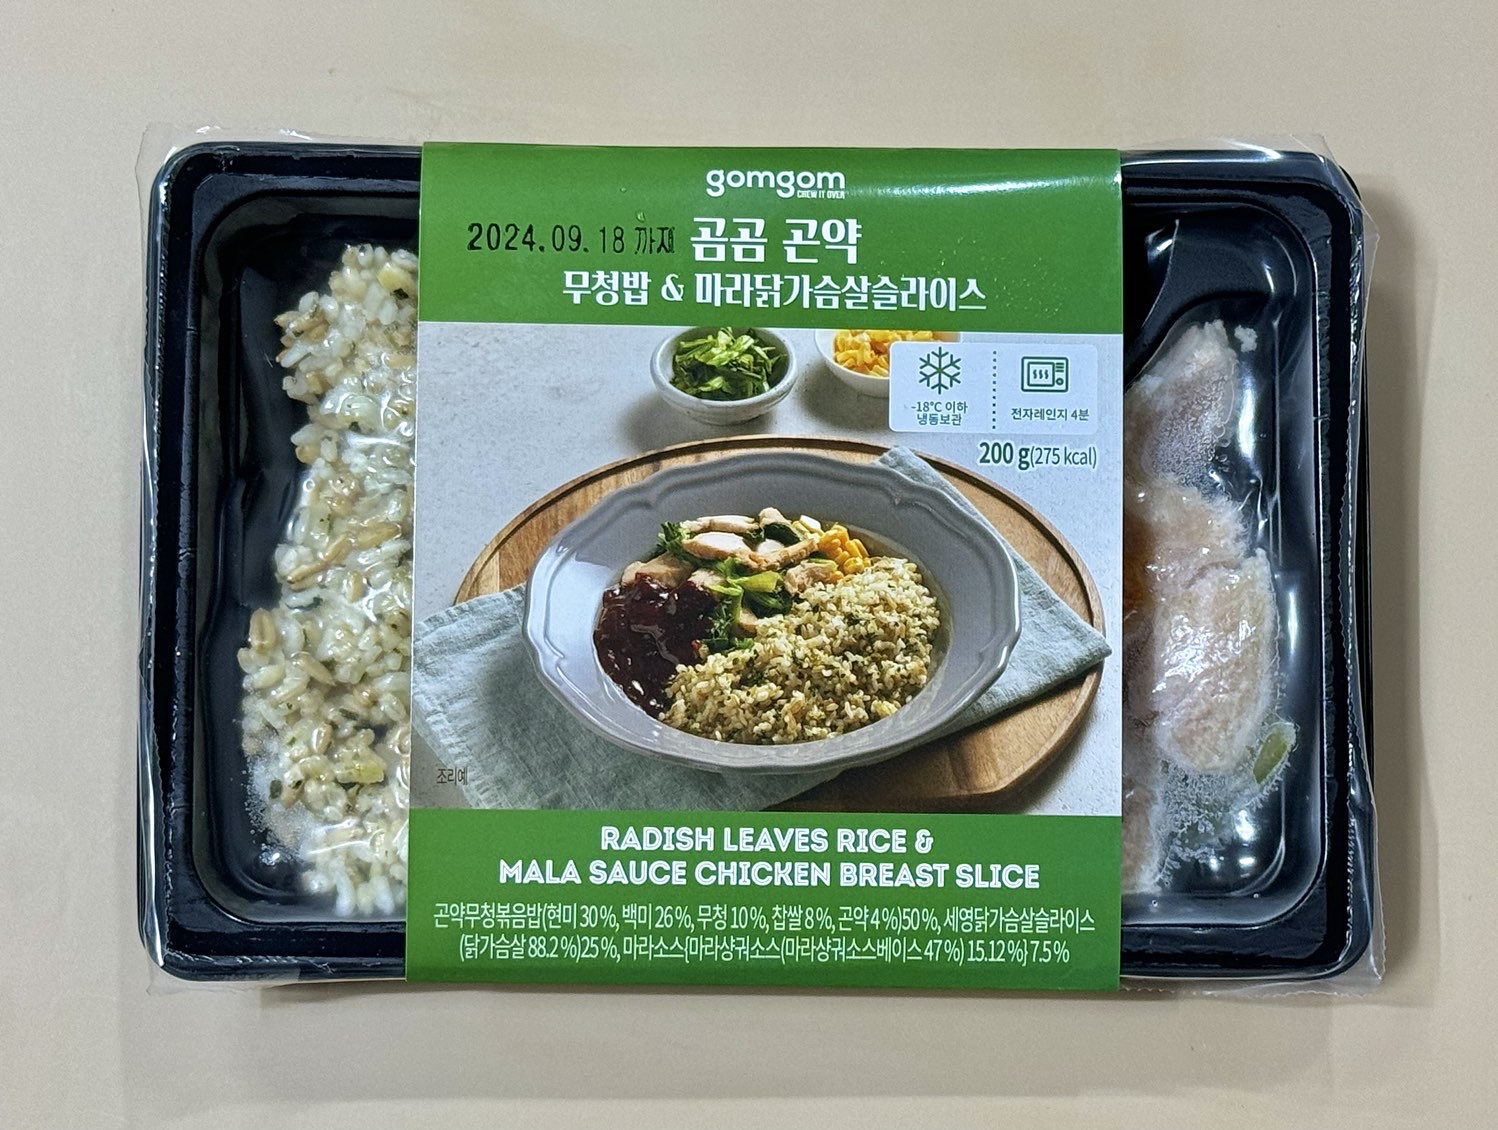 gomgom
CHEW IT OVER
2024.09.18 까지
곰곰 곤약
무청밥 & 마라닭가슴살슬라이스
-18℃ 이하
냉동보관
전자레인지 4분
200 g(275 kcal)
조리예
RADISH LEAVES RICE &
MALA SAUCE CHICKEN BREAST SLICE
곤약무청볶음밥(현미 30 %, 백미 26 %, 무청 10 %, 찹쌀 8 %, 곤약 4 %)50 %, 세영닭가슴살슬라이스
(닭가슴살 88.2 %)25 %, 마라소스{마라샹궈소스(마라샹궈소스베이스 47 %) 15.12 %} 7.5 %